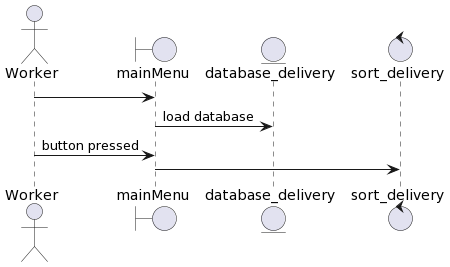 Worker mainMenu database_delivery sort_delivery
load database
button pressed
Worker mainMenu database_delivery sort_delivery